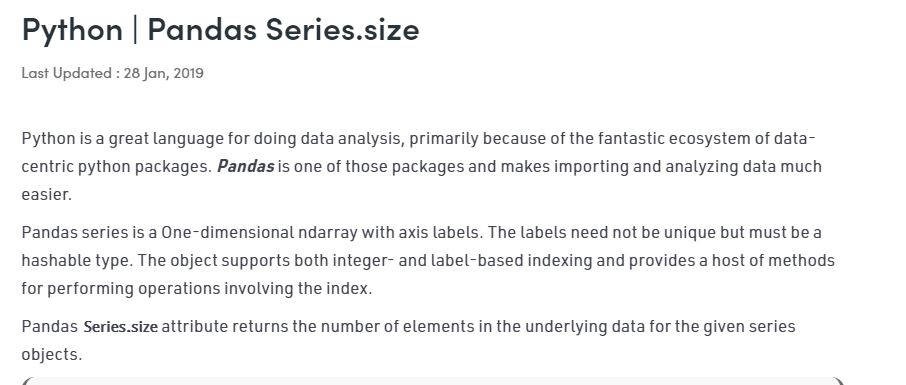 Python | Pandas Series.size
Last Updated : 28 Jan, 2019
Python is a great language for doing data analysis, primarily because of the fantastic ecosystem of data-
centric python packages. Pandas is one of those packages and makes importing and analyzing data much
easier.
Pandas series is a One-dimensional ndarray with axis labels. The labels need not be unique but must be a
hashable type. The object supports both integer- and label-based indexing and provides a host of methods
for performing operations involving the index.
Pandas Series.size attribute returns the number of elements in the underlying data for the given series
objects.